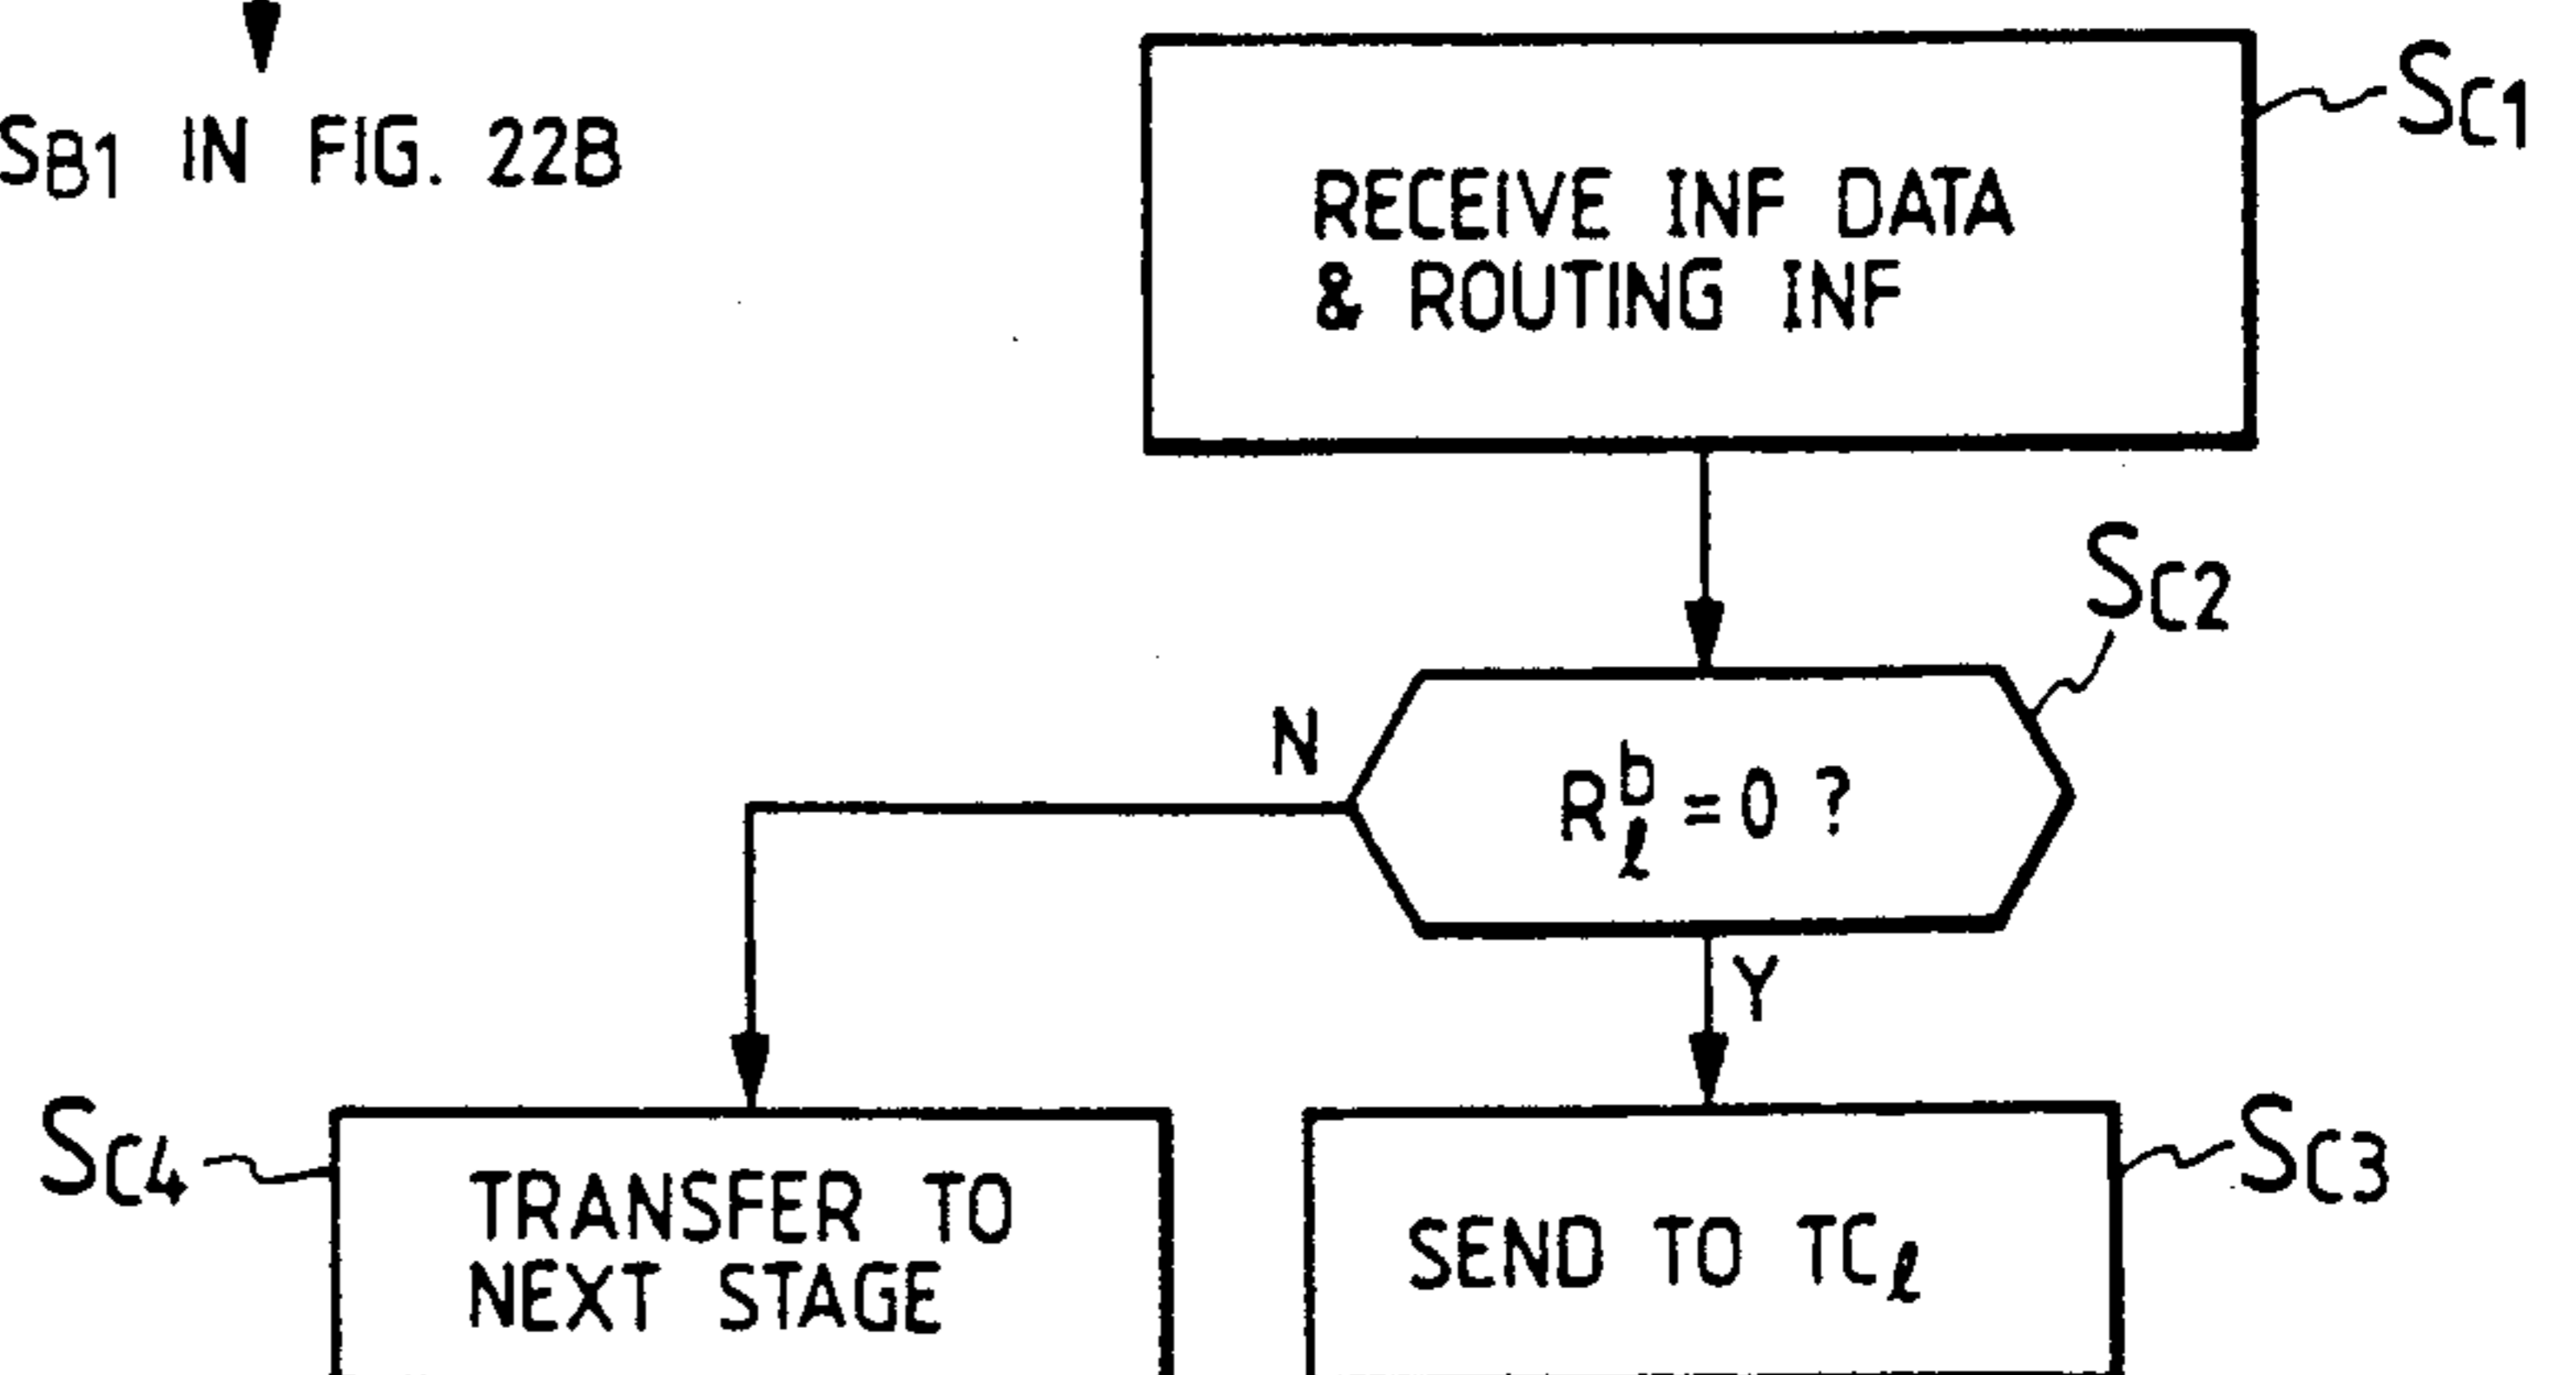 SB1 IN FIG. 22B
SC1
RECEIVE INF DATA
& ROUTING INF
SC2
N
R^b_ℓ = 0 ?
Y
SC4
TRANSFER TO
NEXT STAGE
SC3
SEND TO TCℓ